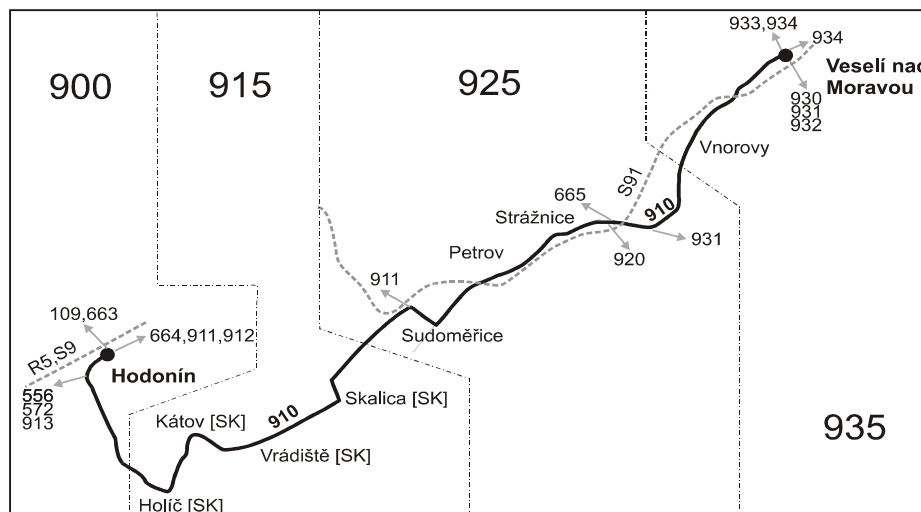 900
915
925
933,934
934
Veselí nad
Moravou
930
931
932
Vnorovy
S91
665
Strážnice
910
931
920
Petrov
911
Sudoměřice
109,663
664,911,912
R5,S9
Hodonín
556
572
913
Skalica [SK]
Kátov [SK]
910
Vrádiště [SK]
Holíč [SK]
935